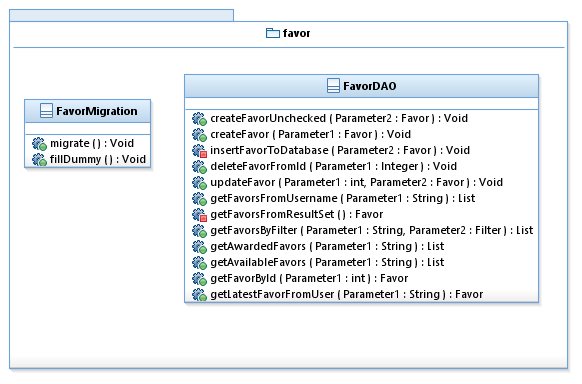 favor
FavorMigration
migrate ( ) : Void
fillDummy ( ) : Void
FavorDAO
createFavorUnchecked ( Parameter2 : Favor ) : Void
createFavor ( Parameter1 : Favor ) : Void
insertFavorToDatabase ( Parameter2 : Favor ) : Void
deleteFavorFromId ( Parameter1 : Integer ) : Void
updateFavor ( Parameter1 : int, Parameter2 : Favor ) : Void
getFavorsFromUsername ( Parameter1 : String ) : List
getFavorsFromResultSet ( ) : Favor
getFavorsByFilter ( Parameter1 : String, Parameter2 : Filter ) : List
getAwardedFavors ( Parameter1 : String ) : List
getAvailableFavors ( Parameter1 : String ) : List
getFavorById ( Parameter1 : int ) : Favor
getLatestFavorFromUser ( Parameter1 : String ) : Favor